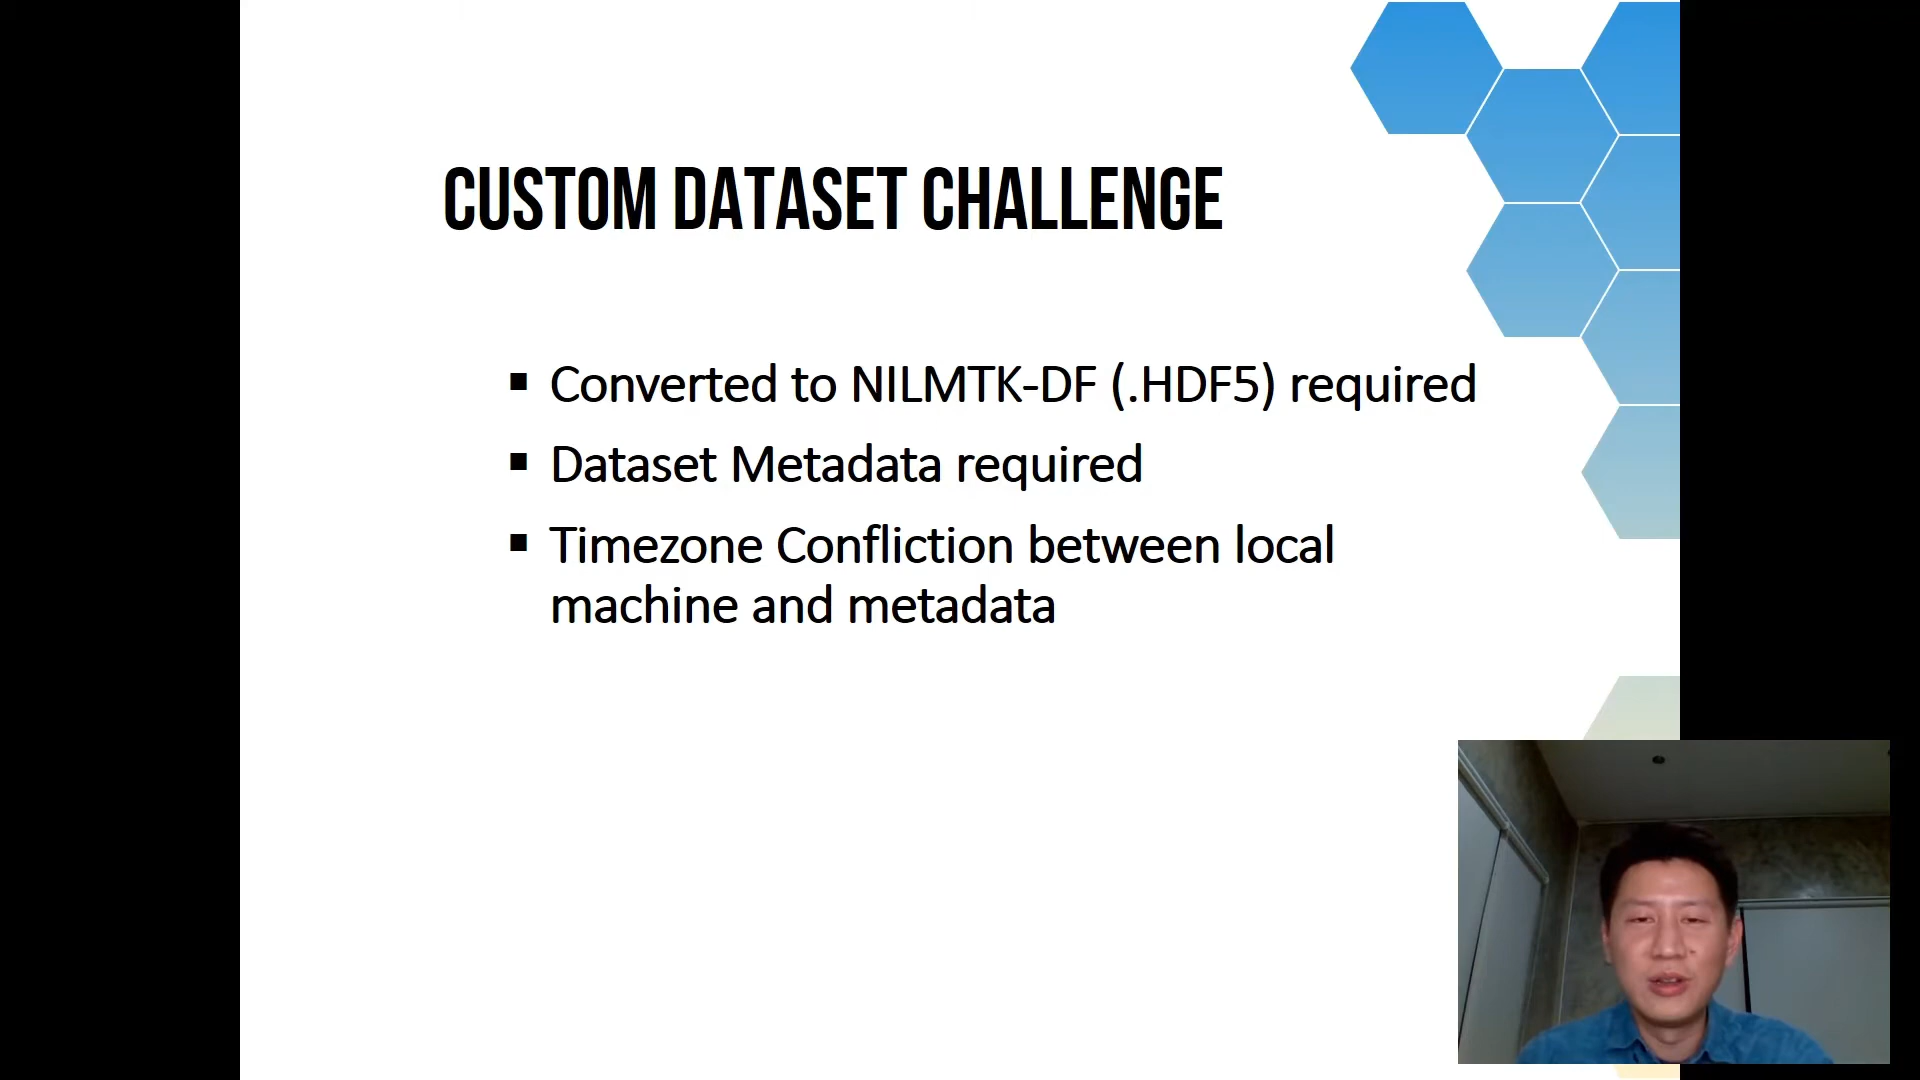 CUSTOM DATASET CHALLENGE
▪ Converted to NILMTK-DF (.HDF5) required
▪ Dataset Metadata required
▪ Timezone Confliction between local
machine and metadata